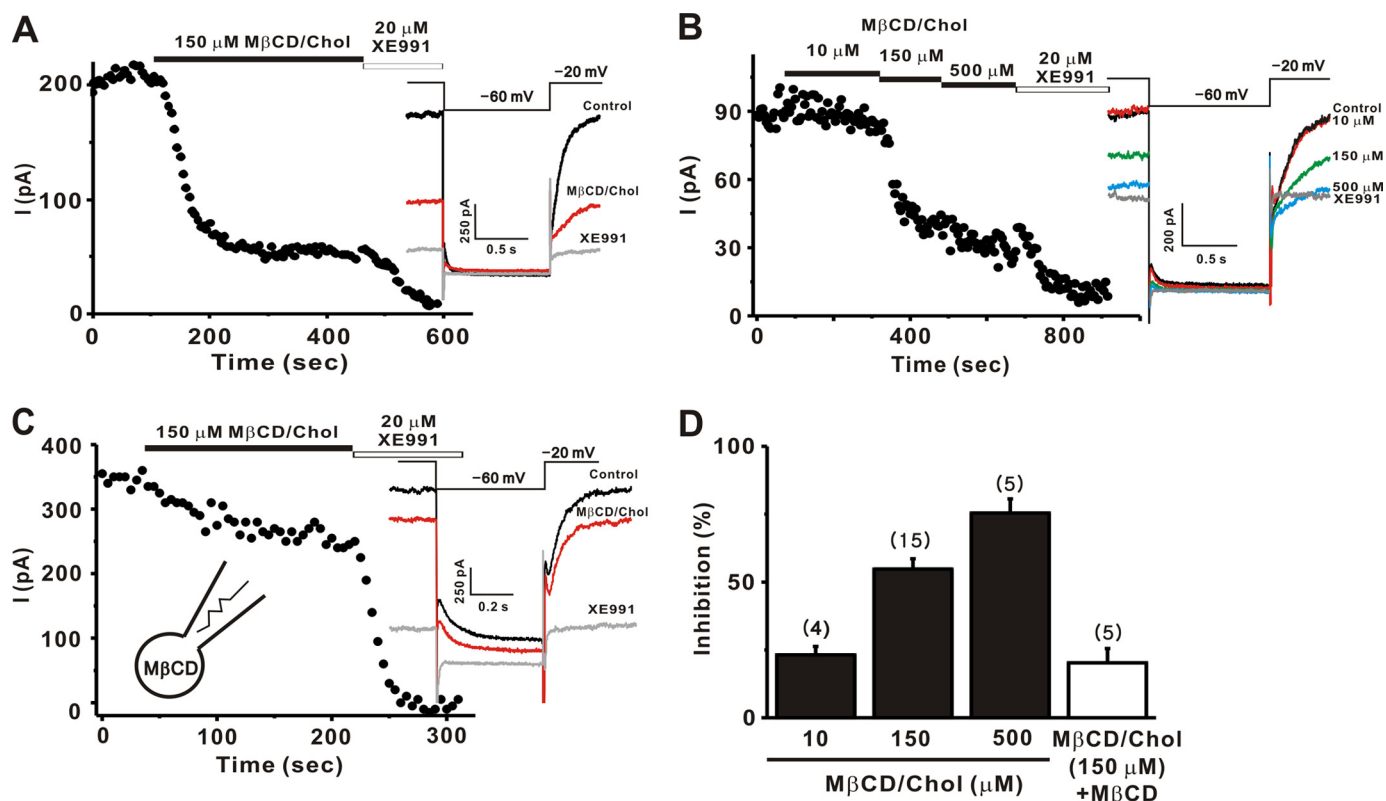 A
150 μM MβCD/Chol
20 μM
XE991
−20 mV
−60 mV
Control
MβCD/Chol
XE991
250 pA
0.5 s
I (pA)
200
100
0
0 200 400 600
Time (sec)
B
MβCD/Chol
10 μM
150 μM
500 μM
20 μM
XE991
−20 mV
−60 mV
Control
10 μM
150 μM
500 μM
XE991
200 pA
0.5 s
I (pA)
90
60
30
0
0 400 800
Time (sec)
C
150 μM MβCD/Chol
20 μM
XE991
−20 mV
−60 mV
Control
MβCD/Chol
XE991
250 pA
0.2 s
MβCD
I (pA)
400
300
200
100
0
0 100 200 300
Time (sec)
D
Inhibition (%)
100
50
0
(4)
(15)
(5)
(5)
10 150 500
MβCD/Chol (μM)
MβCD/Chol
(150 μM)
+MβCD